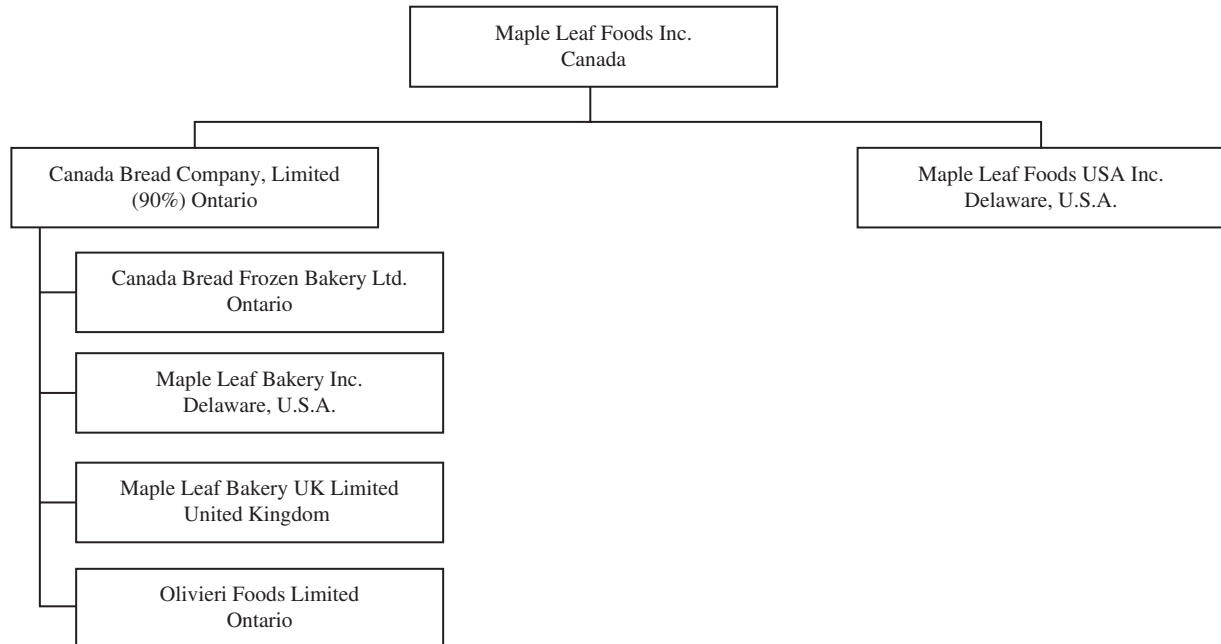 Maple Leaf Foods Inc.
Canada
Canada Bread Company, Limited
(90%) Ontario
Maple Leaf Foods USA Inc.
Delaware, U.S.A.
Canada Bread Frozen Bakery Ltd.
Ontario
Maple Leaf Bakery Inc.
Delaware, U.S.A.
Maple Leaf Bakery UK Limited
United Kingdom
Olivieri Foods Limited
Ontario